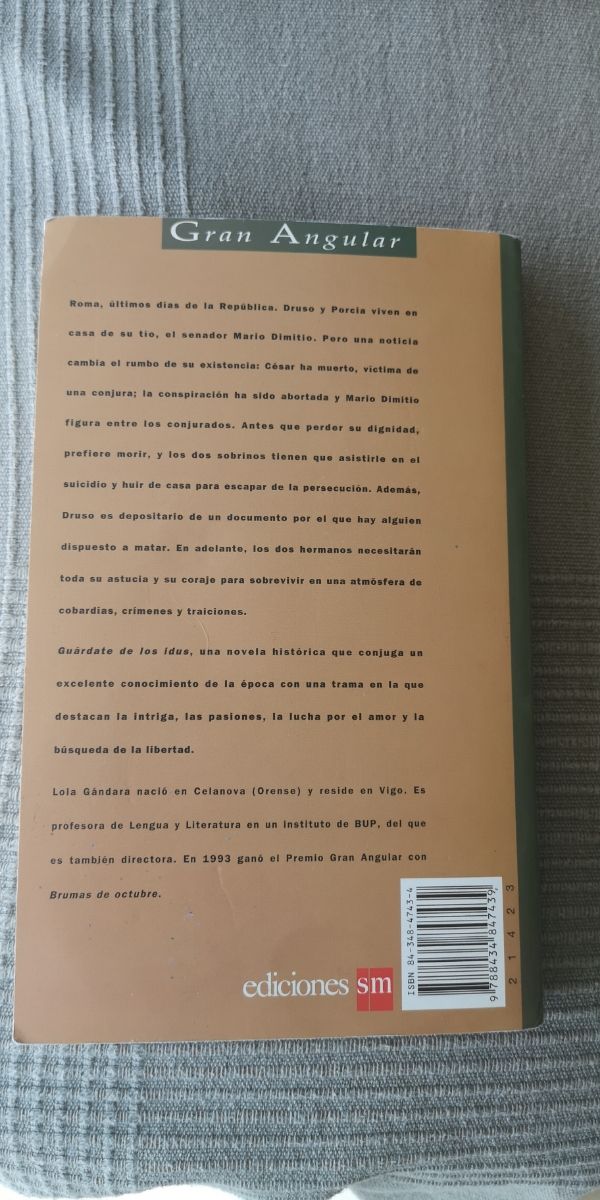 Gran Angular
Roma, últimos días de la República. Druso y Porcia viven en
casa de su tío, el senador Mario Dimitio. Pero una noticia
cambia el rumbo de su existencia: César ha muerto, víctima de
una conjura; la conspiración ha sido abortada y Mario Dimitio
figura entre los conjurados. Antes que perder su dignidad,
prefiere morir, y los dos sobrinos tienen que asistirle en el
suicidio y huir de casa para escapar de la persecución. Además,
Druso es depositario de un documento por el que hay alguien
dispuesto a matar. En adelante, los dos hermanos necesitarán
toda su astucia y su coraje para sobrevivir en una atmósfera de
cobardías, crímenes y traiciones.
Guárdate de los idus, una novela histórica que conjuga un
excelente conocimiento de la época con una trama en la que
destacan la intriga, las pasiones, la lucha por el amor y la
búsqueda de la libertad.
Lola Gándara nació en Celanova (Orense) y reside en Vigo. Es
profesora de Lengua y Literatura en un Instituto de BUP, del que
es también directora. En 1993 ganó el Premio Gran Angular con
Brumas de octubre.
ediciones sm
ISBN 84-348-4743-4
9 788434 847439
21423